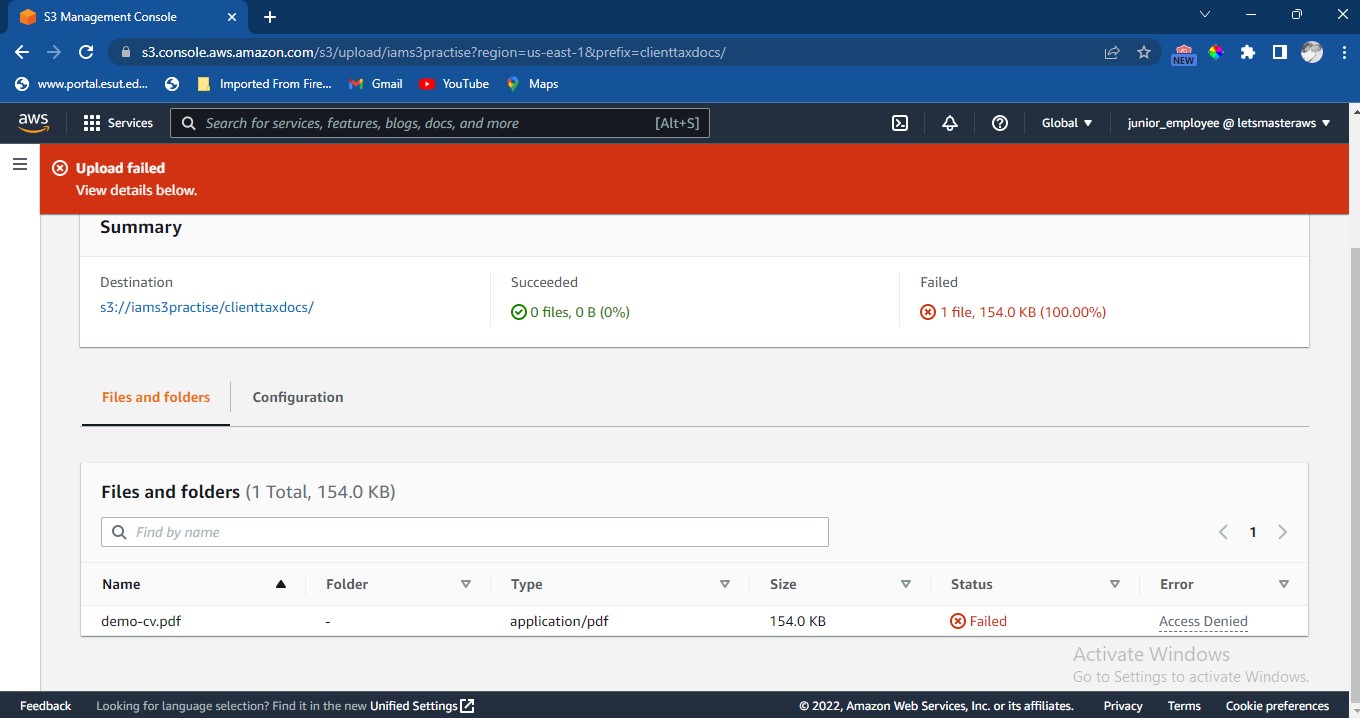 S3 Management Console
s3.console.aws.amazon.com/s3/upload/iams3practise?region=us-east-1&prefix=clienttaxdocs/
NEW
www.portal.esut.ed... Imported From Fire... Gmail YouTube Maps
aws Services Search for services, features, blogs, docs, and more [Alt+S] Global junior_employee @ letsmasteraws
Upload failed
View details below.
Summary
Destination Succeeded Failed
s3://iams3practise/clienttaxdocs/ 0 files, 0 B (0%) 1 file, 154.0 KB (100.00%)
Files and folders Configuration
Files and folders (1 Total, 154.0 KB)
Find by name 1
Name Folder Type Size Status Error
demo-cv.pdf - application/pdf 154.0 KB Failed Access Denied
Activate Windows
Go to Settings to activate Windows.
Feedback Looking for language selection? Find it in the new Unified Settings © 2022, Amazon Web Services, Inc. or its affiliates. Privacy Terms Cookie preferences